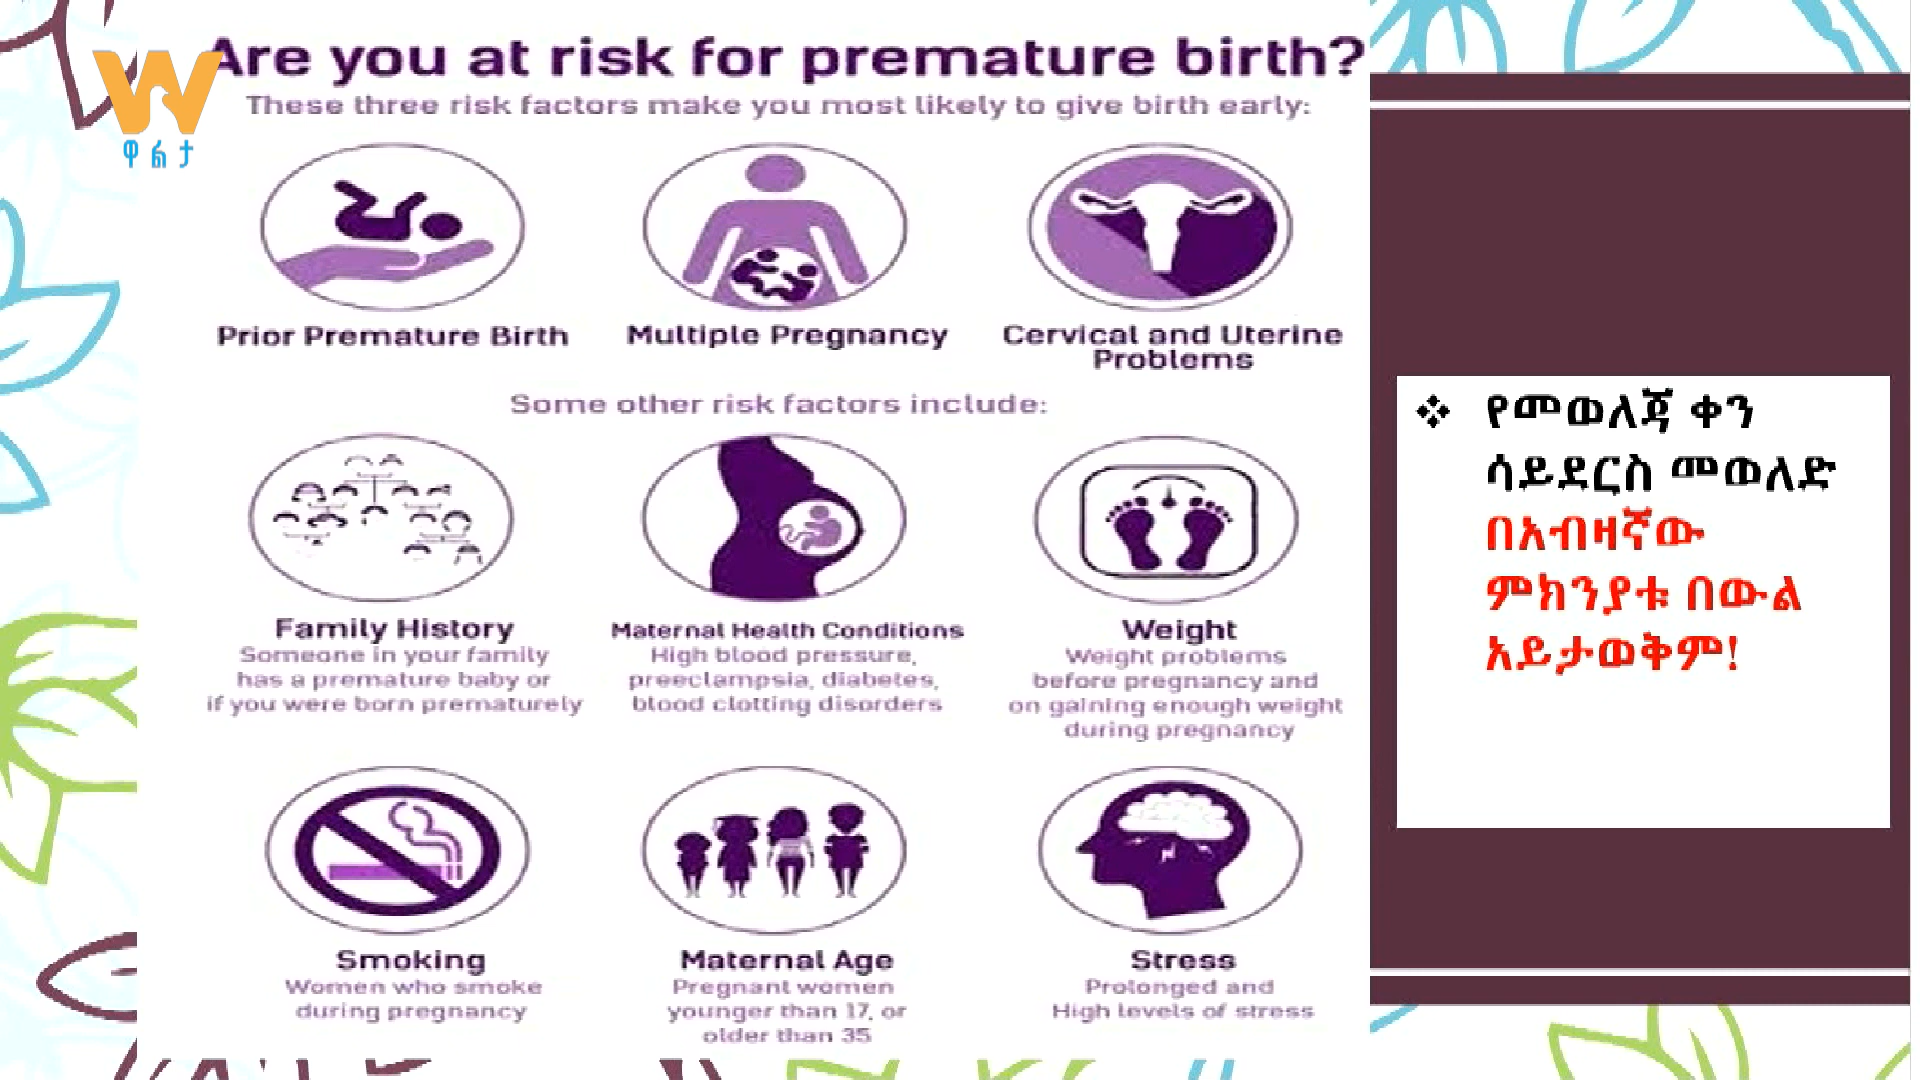 Are you at risk for premature birth?
These three risk factors make you most likely to give birth early:
ዋልታ
Prior Premature Birth
Multiple Pregnancy
Cervical and Uterine
Problems
Some other risk factors include:
Family History
Someone in your family
has a premature baby or
if you were born prematurely
Maternal Health Conditions
High blood pressure,
preeclampsia, diabetes,
blood clotting disorders
Weight
Weight problems
before pregnancy and
on gaining enough weight
during pregnancy
Smoking
Women who smoke
during pregnancy
Maternal Age
Pregnant women
younger than 17, or
older than 35
Stress
Prolonged and
High levels of stress
❖ የመወለጃ ቀን
ሳይደርስ መወለድ
በአብዛኛው
ምክንያቱ በውል
አይታወቅም!